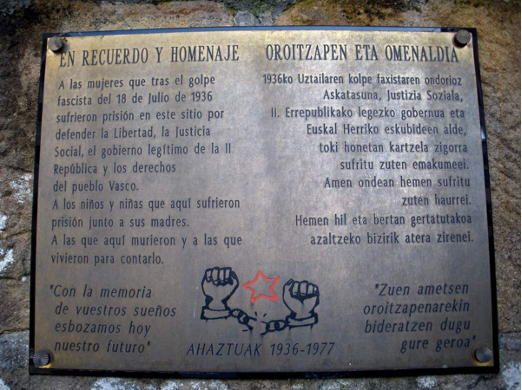 EN RECUERDO Y HOMENAJE
A las mujeres que tras el golpe
fascista del 18 de Julio de 1936
sufrieron prisión en este sitio por
defender la Libertad, la Justicia
Social, el gobierno legítimo de la II
República y los derechos
del pueblo Vasco.
A los niños y niñas que aquí sufrieron
prisión junto a sus madres.
A las que aquí murieron y a las que
vivieron para contarlo.
"Con la memoria
de vuestros sueños
esbozamos hoy
nuestro futuro"
OROITZAPEN ETA OMENALDIA
1936ko Uztailaren kolpe faxistaren ondorioz
Askatasuna, Justizia Soziala,
II. Errepublikako legezko gobernua eta
Euskal Herriko eskubideen alde,
toki honetan kartzela zigorra
sufritu zuten emakumeei.
Amen ondean hemen sufritu
zuten haurrei.
Hemen hil eta bertan gertatutakoa
azaltzeko bizirik atera zirenei.
"Zuen ametsen
oroitzapenarekin
bideratzen dugu
gure geroa"
AHAZTUAK 1936-1977